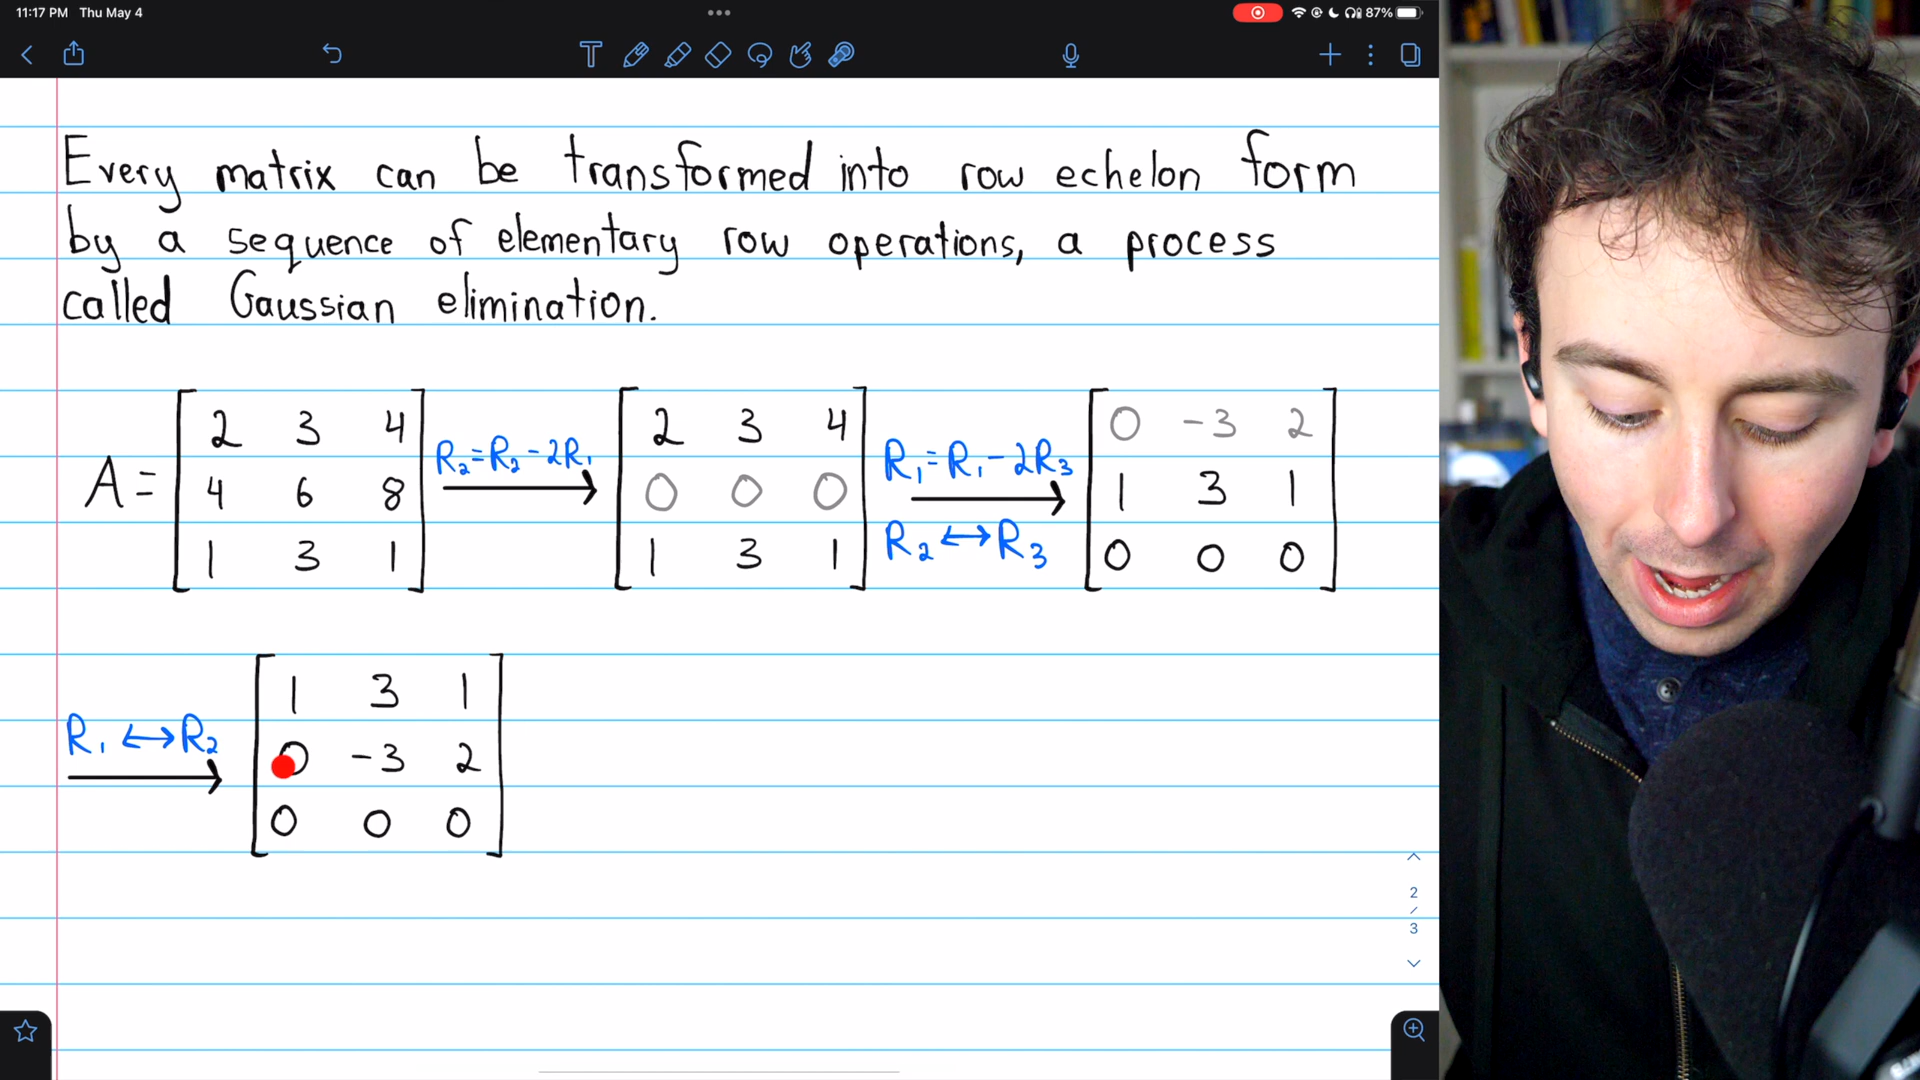 11:17 PM Thu May 4
87%
Every matrix can be transformed into row echelon form
by a sequence of elementary row operations, a process
called Gaussian elimination.
A = [2 3 4
4 6 8
1 3 1]
R₂=R₂-2R₁
[2 3 4
0 0 0
1 3 1]
R₁=R₁-2R₃
R₂↔R₃
[0 -3 2
1 3 1
0 0 0]
R₁↔R₂
[1 3 1
0 -3 2
0 0 0]
2
/
3